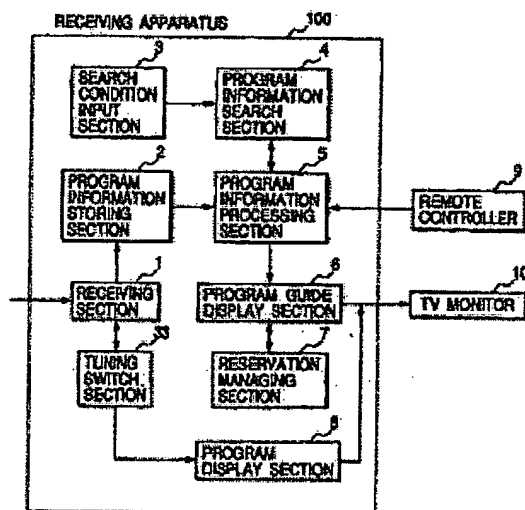 RECEIVING APPARATUS
100
3
SEARCH
CONDITION
INPUT
SECTION
4
PROGRAM
INFORMATION
SEARCH
SECTION
2
PROGRAM
INFORMATION
STORING
SECTION
5
PROGRAM
INFORMATION
PROCESSING
SECTION
9
REMOTE
CONTROLLER
1
RECEIVING
SECTION
6
PROGRAM GUIDE
DISPLAY SECTION
10
TV MONITOR
33
TUNING
SWITCH
SECTION
7
RESERVATION
MANAGING
SECTION
8
PROGRAM
DISPLAY SECTION